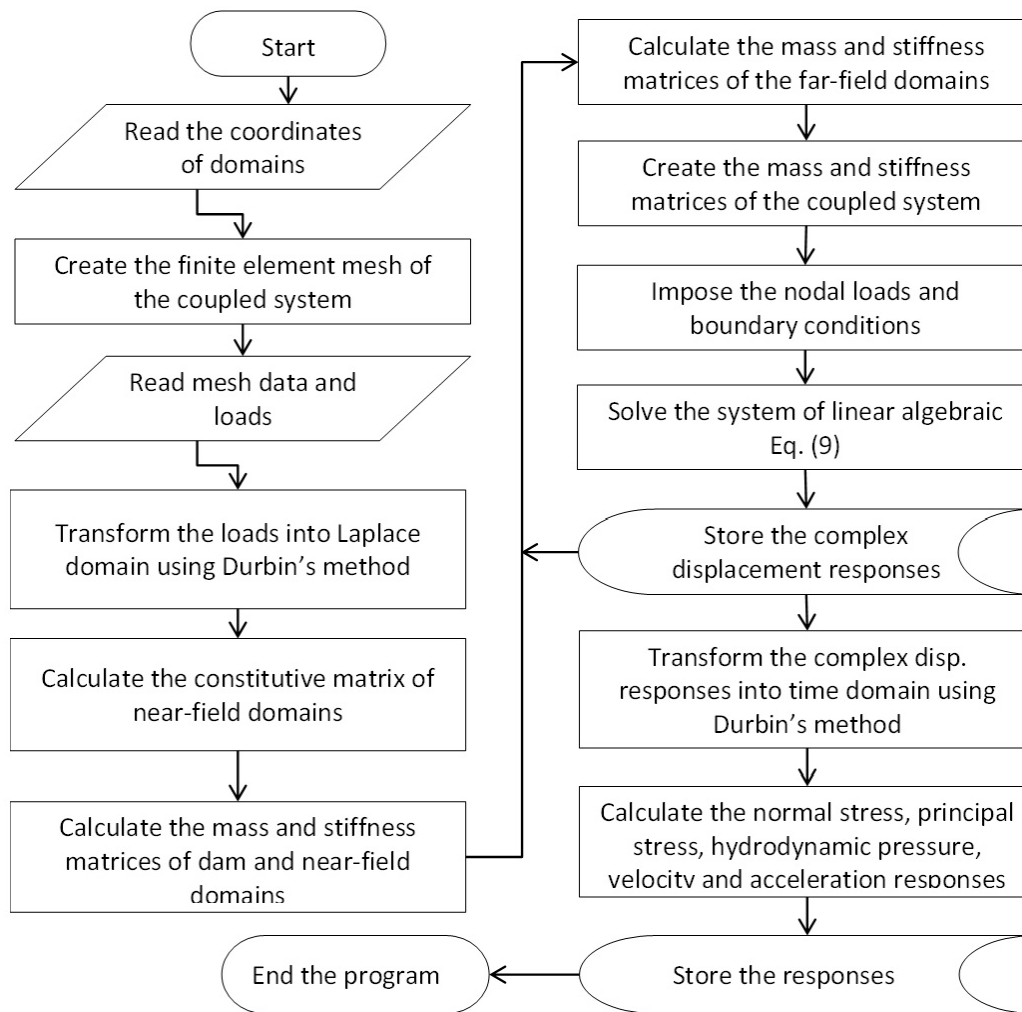 Start
Read the coordinates
of domains
Create the finite element mesh of
the coupled system
Read mesh data and
loads
Transform the loads into Laplace
domain using Durbin’s method
Calculate the constitutive matrix of
near-field domains
Calculate the mass and stiffness
matrices of dam and near-field
domains
Calculate the mass and stiffness
matrices of the far-field domains
Create the mass and stiffness
matrices of the coupled system
Impose the nodal loads and
boundary conditions
Solve the system of linear algebraic
Eq. (9)
Store the complex
displacement responses
Transform the complex disp.
responses into time domain using
Durbin’s method
Calculate the normal stress, principal
stress, hydrodynamic pressure,
velocity and acceleration responses
Store the responses
End the program